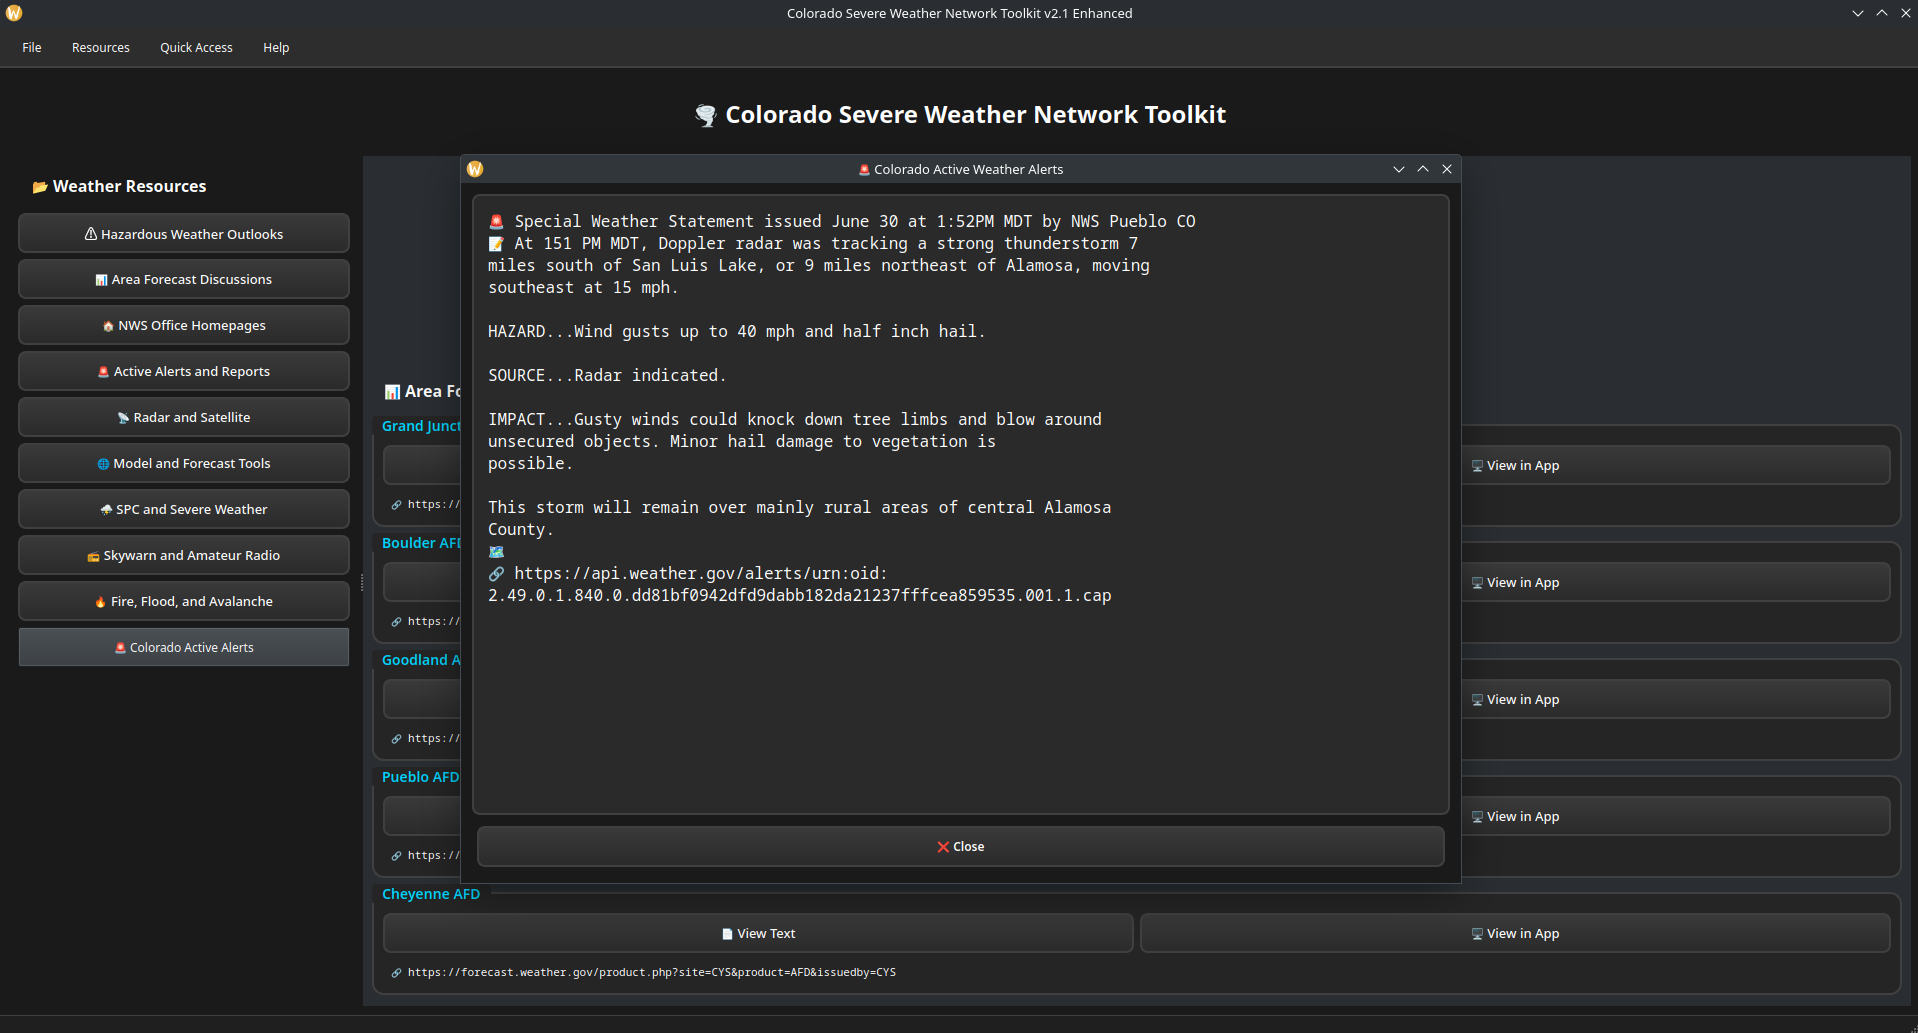 Colorado Severe Weather Network Toolkit v2.1 Enhanced
File Resources Quick Access Help
Colorado Severe Weather Network Toolkit
Weather Resources
Hazardous Weather Outlooks
Area Forecast Discussions
NWS Office Homepages
Active Alerts and Reports
Radar and Satellite
Model and Forecast Tools
SPC and Severe Weather
Skywarn and Amateur Radio
Fire, Flood, and Avalanche
Colorado Active Alerts
Colorado Active Weather Alerts
Special Weather Statement issued June 30 at 1:52PM MDT by NWS Pueblo CO
At 151 PM MDT, Doppler radar was tracking a strong thunderstorm 7
miles south of San Luis Lake, or 9 miles northeast of Alamosa, moving
southeast at 15 mph.
HAZARD...Wind gusts up to 40 mph and half inch hail.
SOURCE...Radar indicated.
IMPACT...Gusty winds could knock down tree limbs and blow around
unsecured objects. Minor hail damage to vegetation is
possible.
This storm will remain over mainly rural areas of central Alamosa
County.
https://api.weather.gov/alerts/urn:oid:
2.49.0.1.840.0.dd81bf0942dfd9dabb182da21237fffcea859535.001.1.cap
Close
Area Fo
Grand Junct
View in App
https://
Boulder AFD
View in App
https://
Goodland A
View in App
https://
Pueblo AFD
View in App
https://
Cheyenne AFD
View Text View in App
https://forecast.weather.gov/product.php?site=CYS&product=AFD&issuedby=CYS